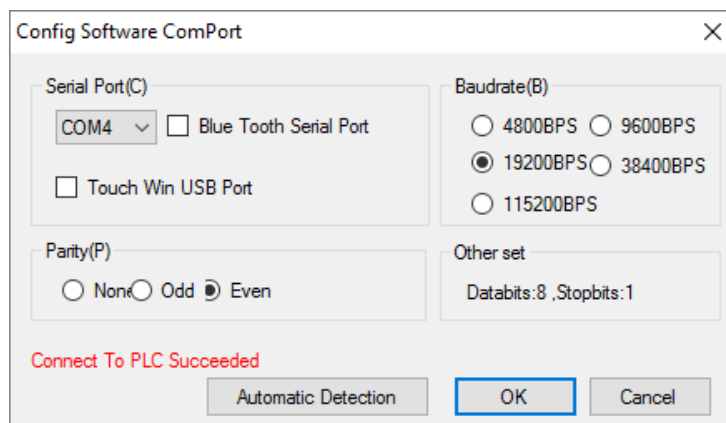 Config Software ComPort
Serial Port(C)
COM4
Blue Tooth Serial Port
Touch Win USB Port
Baudrate(B)
4800BPS
9600BPS
19200BPS
38400BPS
115200BPS
Parity(P)
None
Odd
Even
Other set
Databits:8 ,Stopbits:1
Connect To PLC Succeeded
Automatic Detection
OK
Cancel